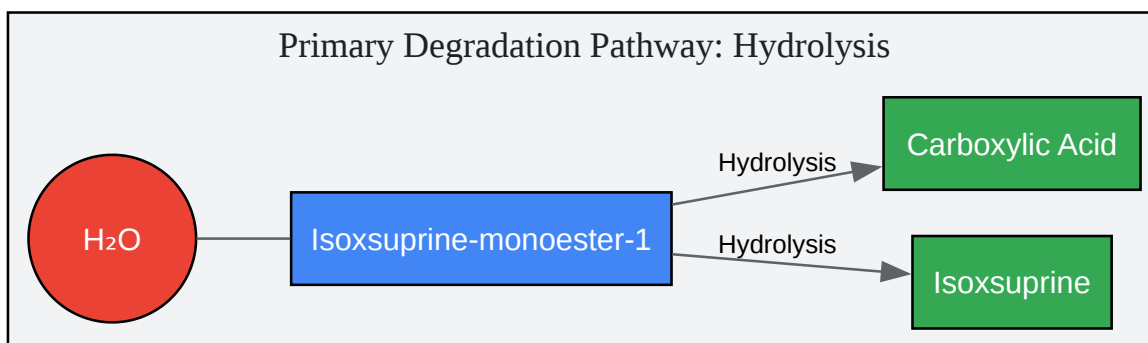 Primary Degradation Pathway: Hydrolysis
H₂O
Isoxsuprine-monoester-1
Hydrolysis
Carboxylic Acid
Hydrolysis
Isoxsuprine